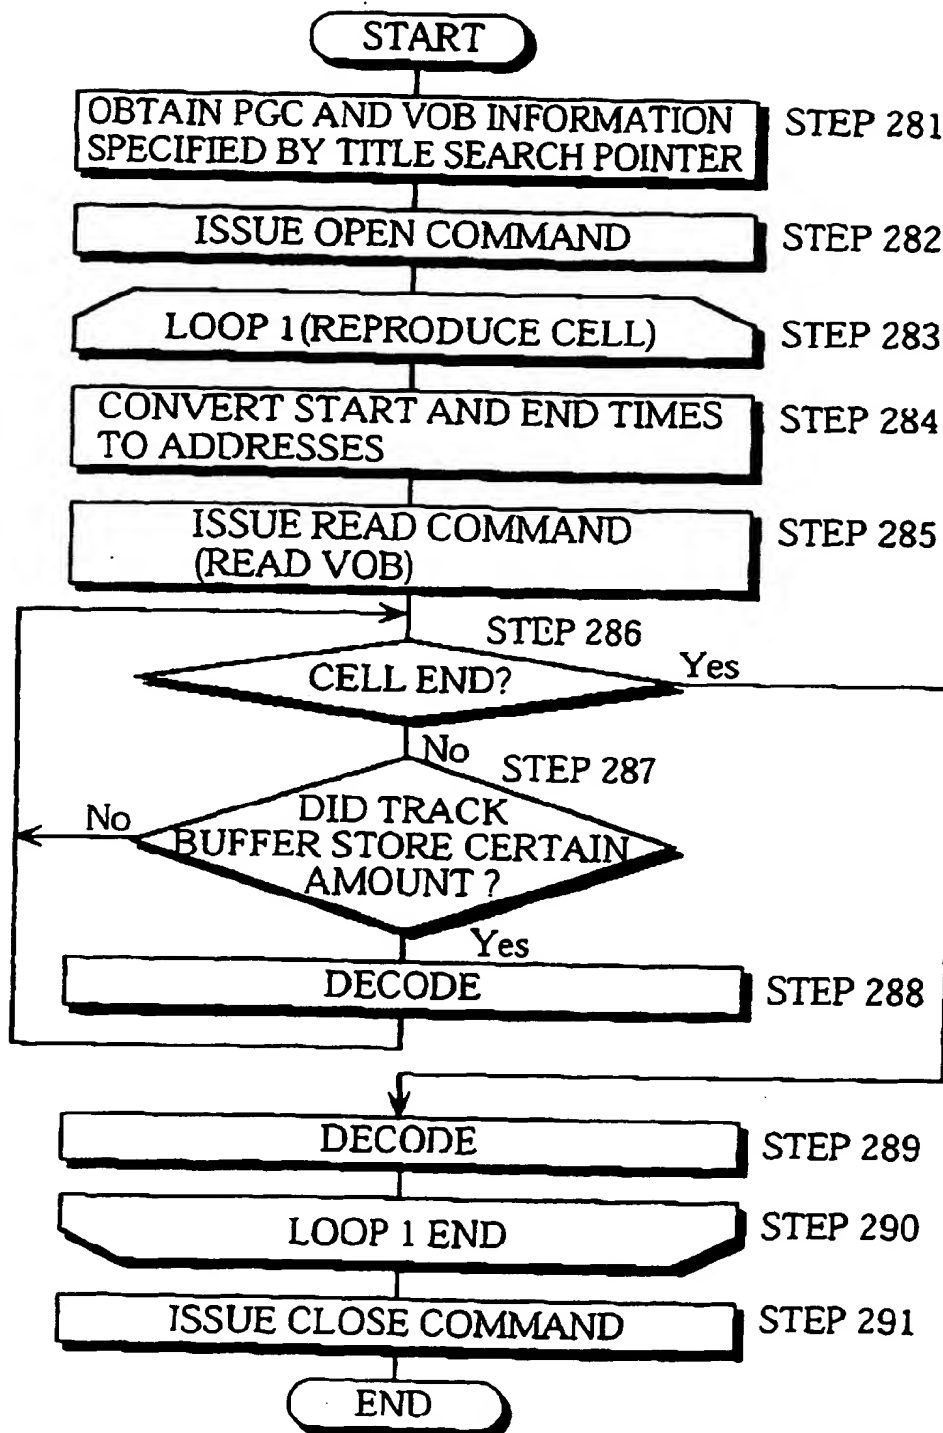 START
OBTAIN PGC AND VOB INFORMATION
SPECIFIED BY TITLE SEARCH POINTER
STEP 281
ISSUE OPEN COMMAND
STEP 282
LOOP 1(REPRODUCE CELL)
STEP 283
CONVERT START AND END TIMES
TO ADDRESSES
STEP 284
ISSUE READ COMMAND
(READ VOB)
STEP 285
STEP 286
CELL END?
Yes
No
STEP 287
DID TRACK
BUFFER STORE CERTAIN
AMOUNT ?
No
Yes
DECODE
STEP 288
DECODE
STEP 289
LOOP 1 END
STEP 290
ISSUE CLOSE COMMAND
STEP 291
END